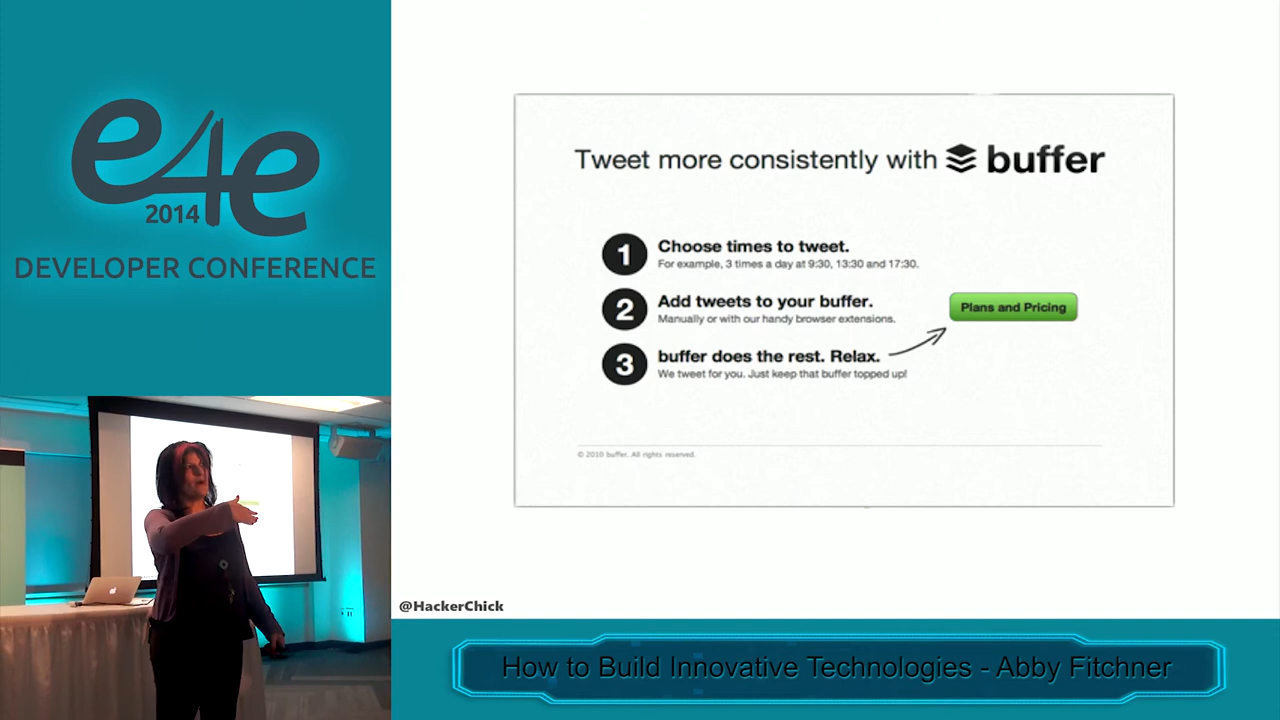 e4e
2014
DEVELOPER CONFERENCE
Tweet more consistently with buffer
1 Choose times to tweet.
For example, 3 times a day at 9:30, 13:30 and 17:30.
2 Add tweets to your buffer.
Manually or with our handy browser extensions.
Plans and Pricing
3 buffer does the rest. Relax.
We tweet for you. Just keep that buffer topped up!
© 2010 buffer. All rights reserved.
@HackerChick
How to Build Innovative Technologies - Abby Fitchner